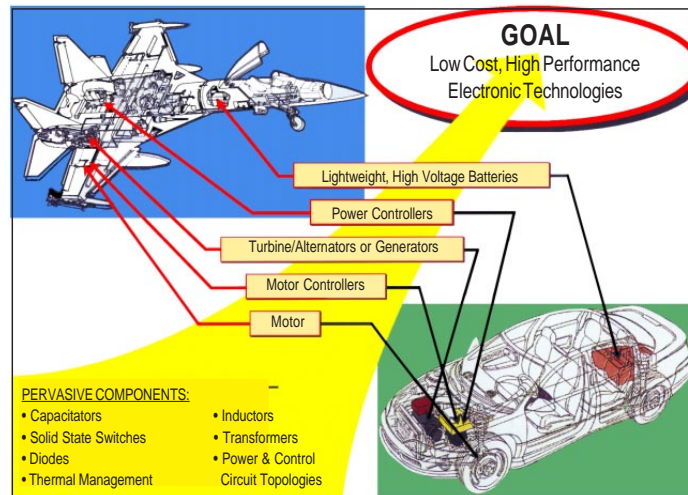 GOAL
Low Cost, High Performance
Electronic Technologies
Lightweight, High Voltage Batteries
Power Controllers
Turbine/Alternators or Generators
Motor Controllers
Motor
PERVASIVE COMPONENTS:
• Capacitators
• Solid State Switches
• Diodes
• Thermal Management
• Inductors
• Transformers
• Power & Control
Circuit Topologies